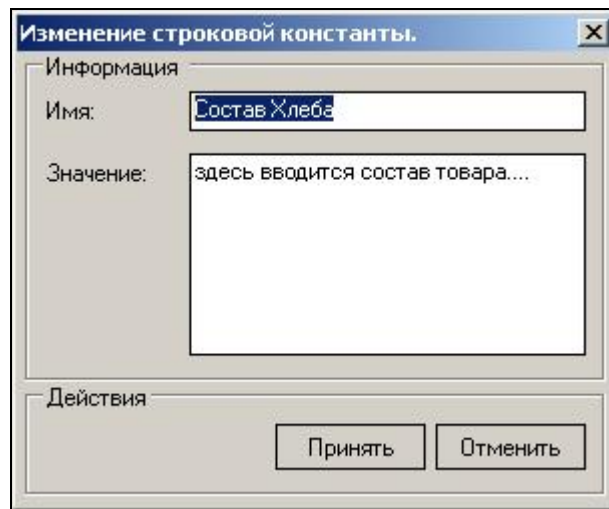 Изменение строковой константы.
Информация
Имя:
Состав Хлеба
Значение:
здесь вводится состав товара....
Действия
Принять
Отменить